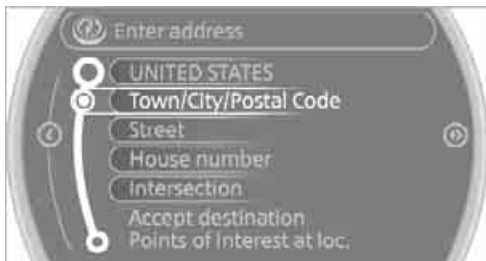 Enter address
UNITED STATES
Town/City/Postal Code
Street
House number
Intersection
Accept destination
Points of Interest at loc.